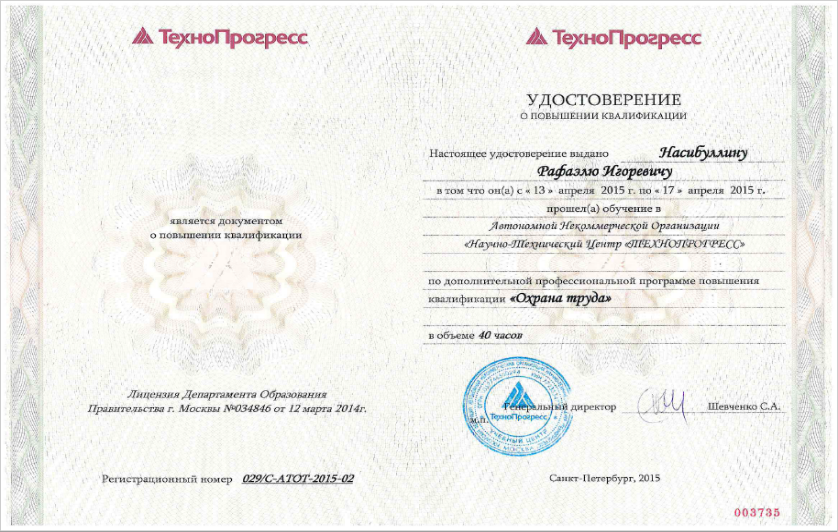 ТехноПрогресс
является документом
о повышении квалификации
Лицензия Департамента Образования
Правительства г. Москвы №034846 от 12 марта 2014г.
Регистрационный номер 029/С-АТОТ-2015-02
ТехноПрогресс
УДОСТОВЕРЕНИЕ
О ПОВЫШЕНИИ КВАЛИФИКАЦИИ
Настоящее удостоверение выдано Насибуллину
Рафаэлю Игоревичу
в том что он(а) с « 13 » апреля 2015 г. по « 17 » апреля 2015 г.
прошел(а) обучение в
Автономной Некоммерческой Организации
«Научно-Технический Центр «ТЕХНОПРОГРЕСС»
по дополнительной профессиональной программе повышения
квалификации «Охрана труда»
в объеме 40 часов
Генеральный директор Шевченко С.А.
м.п.
ТехноПрогресс
УЧЕБНЫЙ ЦЕНТР
Санкт-Петербург, 2015
003735